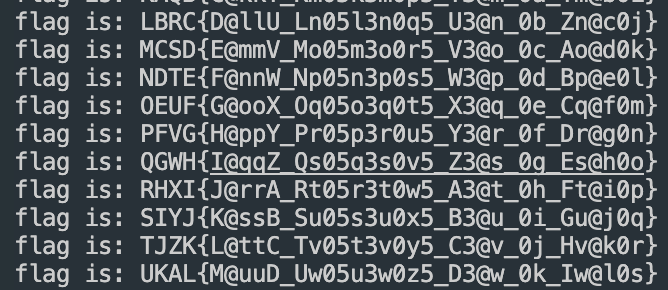 flag is:
flag is: LBRC{D@llU_Ln05l3n0q5_U3@n_0b_Zn@c0j}
flag is: MCSD{E@mmV_Mo05m3o0r5_V3@o_0c_Ao@d0k}
flag is: NDTE{F@nnW_Np05n3p0s5_W3@p_0d_Bp@e0l}
flag is: OEUF{G@ooX_Oq05o3q0t5_X3@q_0e_Cq@f0m}
flag is: PFVG{H@ppY_Pr05p3r0u5_Y3@r_0f_Dr@g0n}
flag is: QGWH{I@qqZ_Qs05q3s0v5_Z3@s_0g_Es@h0o}
flag is: RHXI{J@rrA_Rt05r3t0w5_A3@t_0h_Ft@i0p}
flag is: SIYJ{K@ssB_Su05s3u0x5_B3@u_0i_Gu@j0q}
flag is: TJZK{L@ttC_Tv05t3v0y5_C3@v_0j_Hv@k0r}
flag is: UKAL{M@uuD_Uw05u3w0z5_D3@w_0k_Iw@l0s}